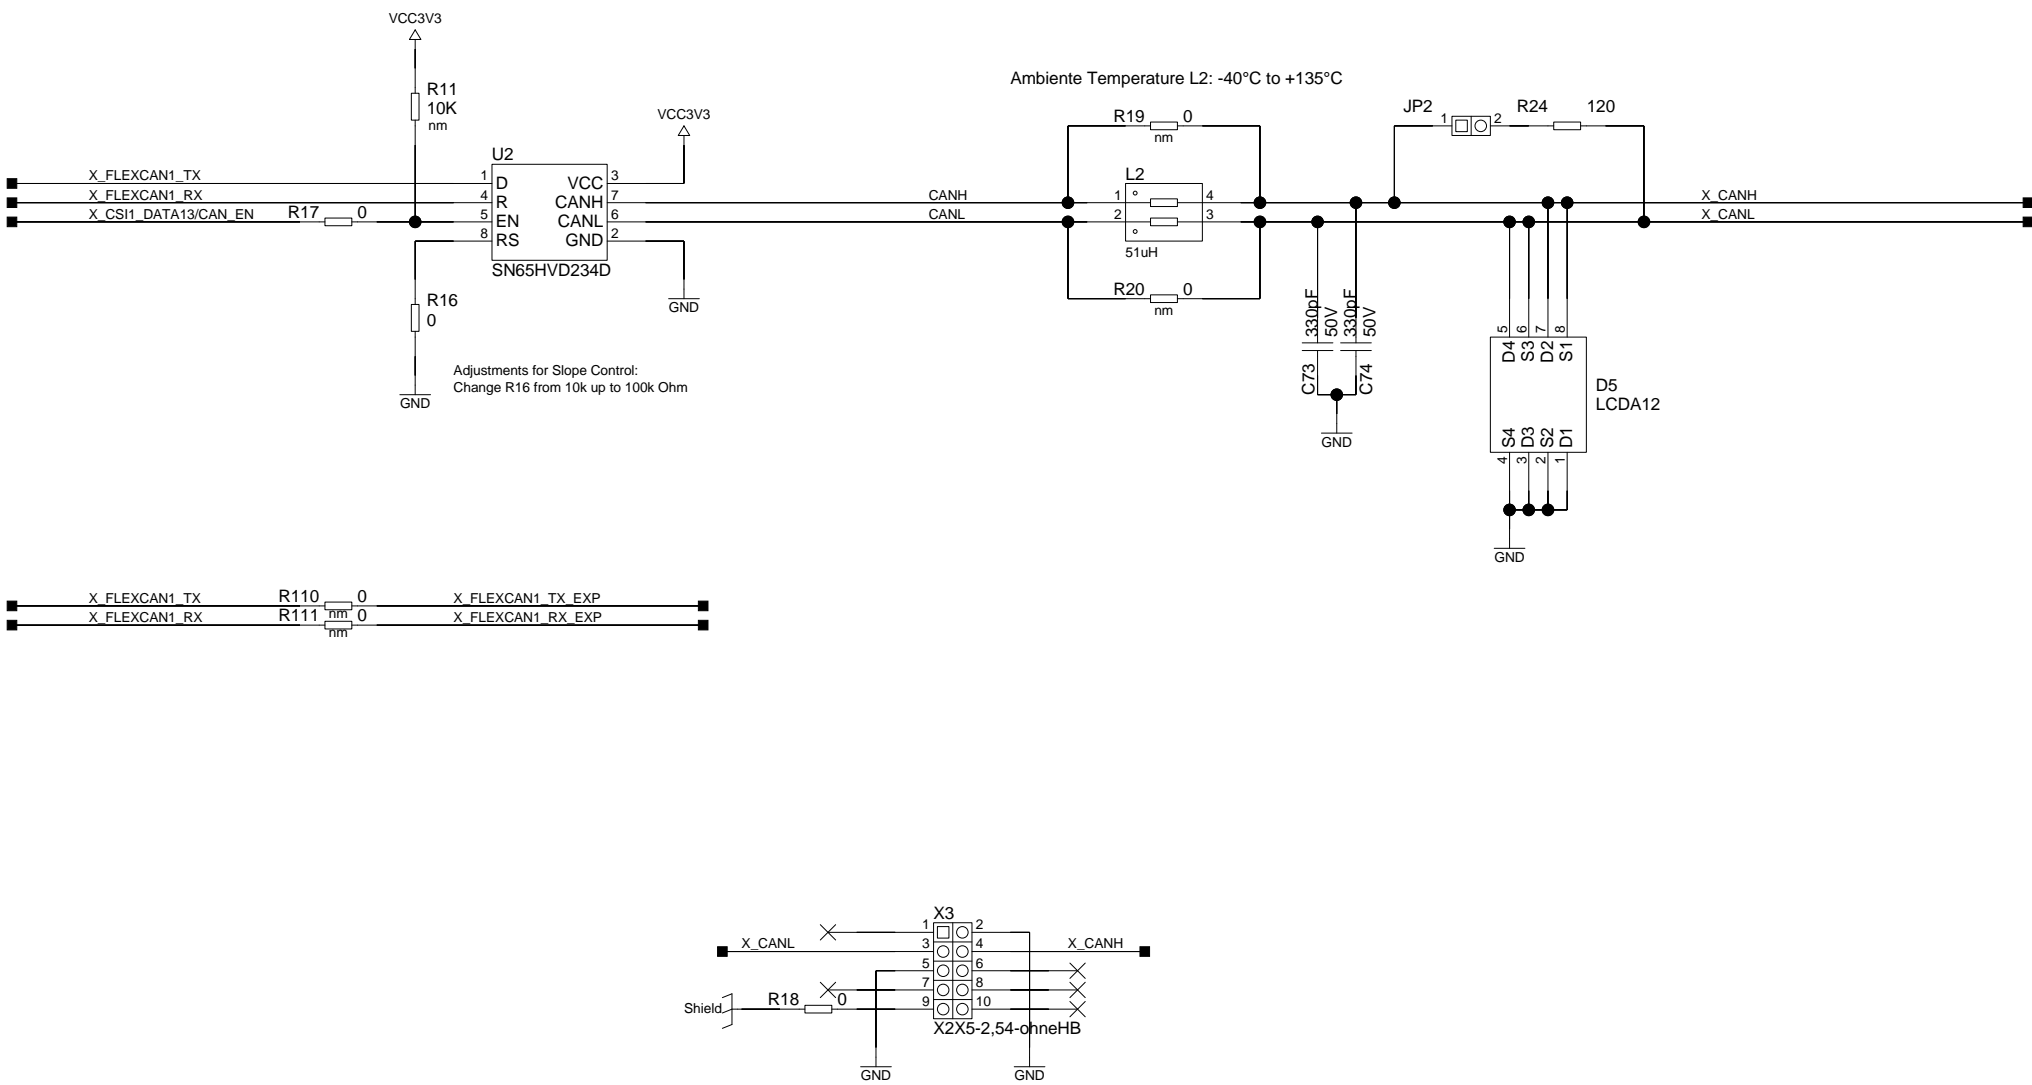 VCC3V3
R11
10K
nm
VCC3V3
U2
X_FLEXCAN1_TX
1 D VCC 3
X_FLEXCAN1_RX
4 R CANH 7
X_CSI1_DATA13/CAN_EN R17 0
5 EN CANL 6
8 RS GND 2
SN65HVD234D
R16
0
GND
GND
Adjustments for Slope Control:
Change R16 from 10k up to 100k Ohm
Ambiente Temperature L2: -40°C to +135°C
R19 0
nm
L2
CANH 1 4
CANL 2 3
51uH
R20 0
nm
JP2 1 2 R24 120
X_CANH
X_CANL
330pF
50V
330pF
50V
C73
C74
GND
5 6 7 8
D4 S3 D2 S1
D5
LCDA12
S4 D3 S2 D1
4 3 2 1
GND
X_FLEXCAN1_TX R110 0 X_FLEXCAN1_TX_EXP
nm
X_FLEXCAN1_RX R111 0 X_FLEXCAN1_RX_EXP
nm
X3
1 2
X_CANL 3 4 X_CANH
5 6
7 8
Shield R18 0 9 10
X2X5-2,54-ohneHB
GND GND